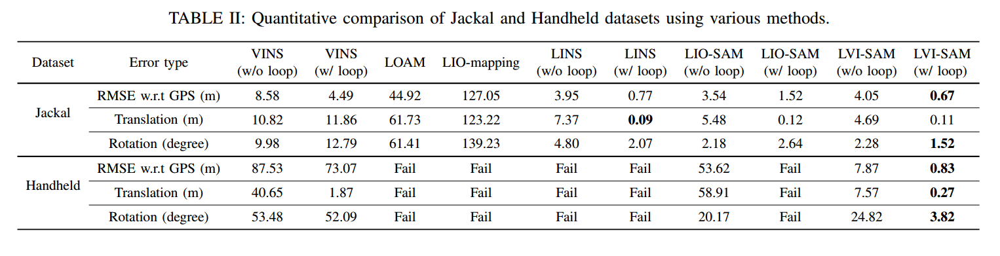 TABLE II: Quantitative comparison of Jackal and Handheld datasets using various methods.
Dataset Error type VINS (w/o loop) VINS (w/ loop) LOAM LIO-mapping LINS (w/o loop) LINS (w/ loop) LIO-SAM (w/o loop) LIO-SAM (w/ loop) LVI-SAM (w/o loop) LVI-SAM (w/ loop)
Jackal
RMSE w.r.t GPS (m) 8.58 4.49 44.92 127.05 3.95 0.77 3.54 1.52 4.05 0.67
Translation (m) 10.82 11.86 61.73 123.22 7.37 0.09 5.48 0.12 4.69 0.11
Rotation (degree) 9.98 12.79 61.41 139.23 4.80 2.07 2.18 2.64 2.28 1.52
Handheld
RMSE w.r.t GPS (m) 87.53 73.07 Fail Fail Fail Fail 53.62 Fail 7.87 0.83
Translation (m) 40.65 1.87 Fail Fail Fail Fail 58.91 Fail 7.57 0.27
Rotation (degree) 53.48 52.09 Fail Fail Fail Fail 20.17 Fail 24.82 3.82